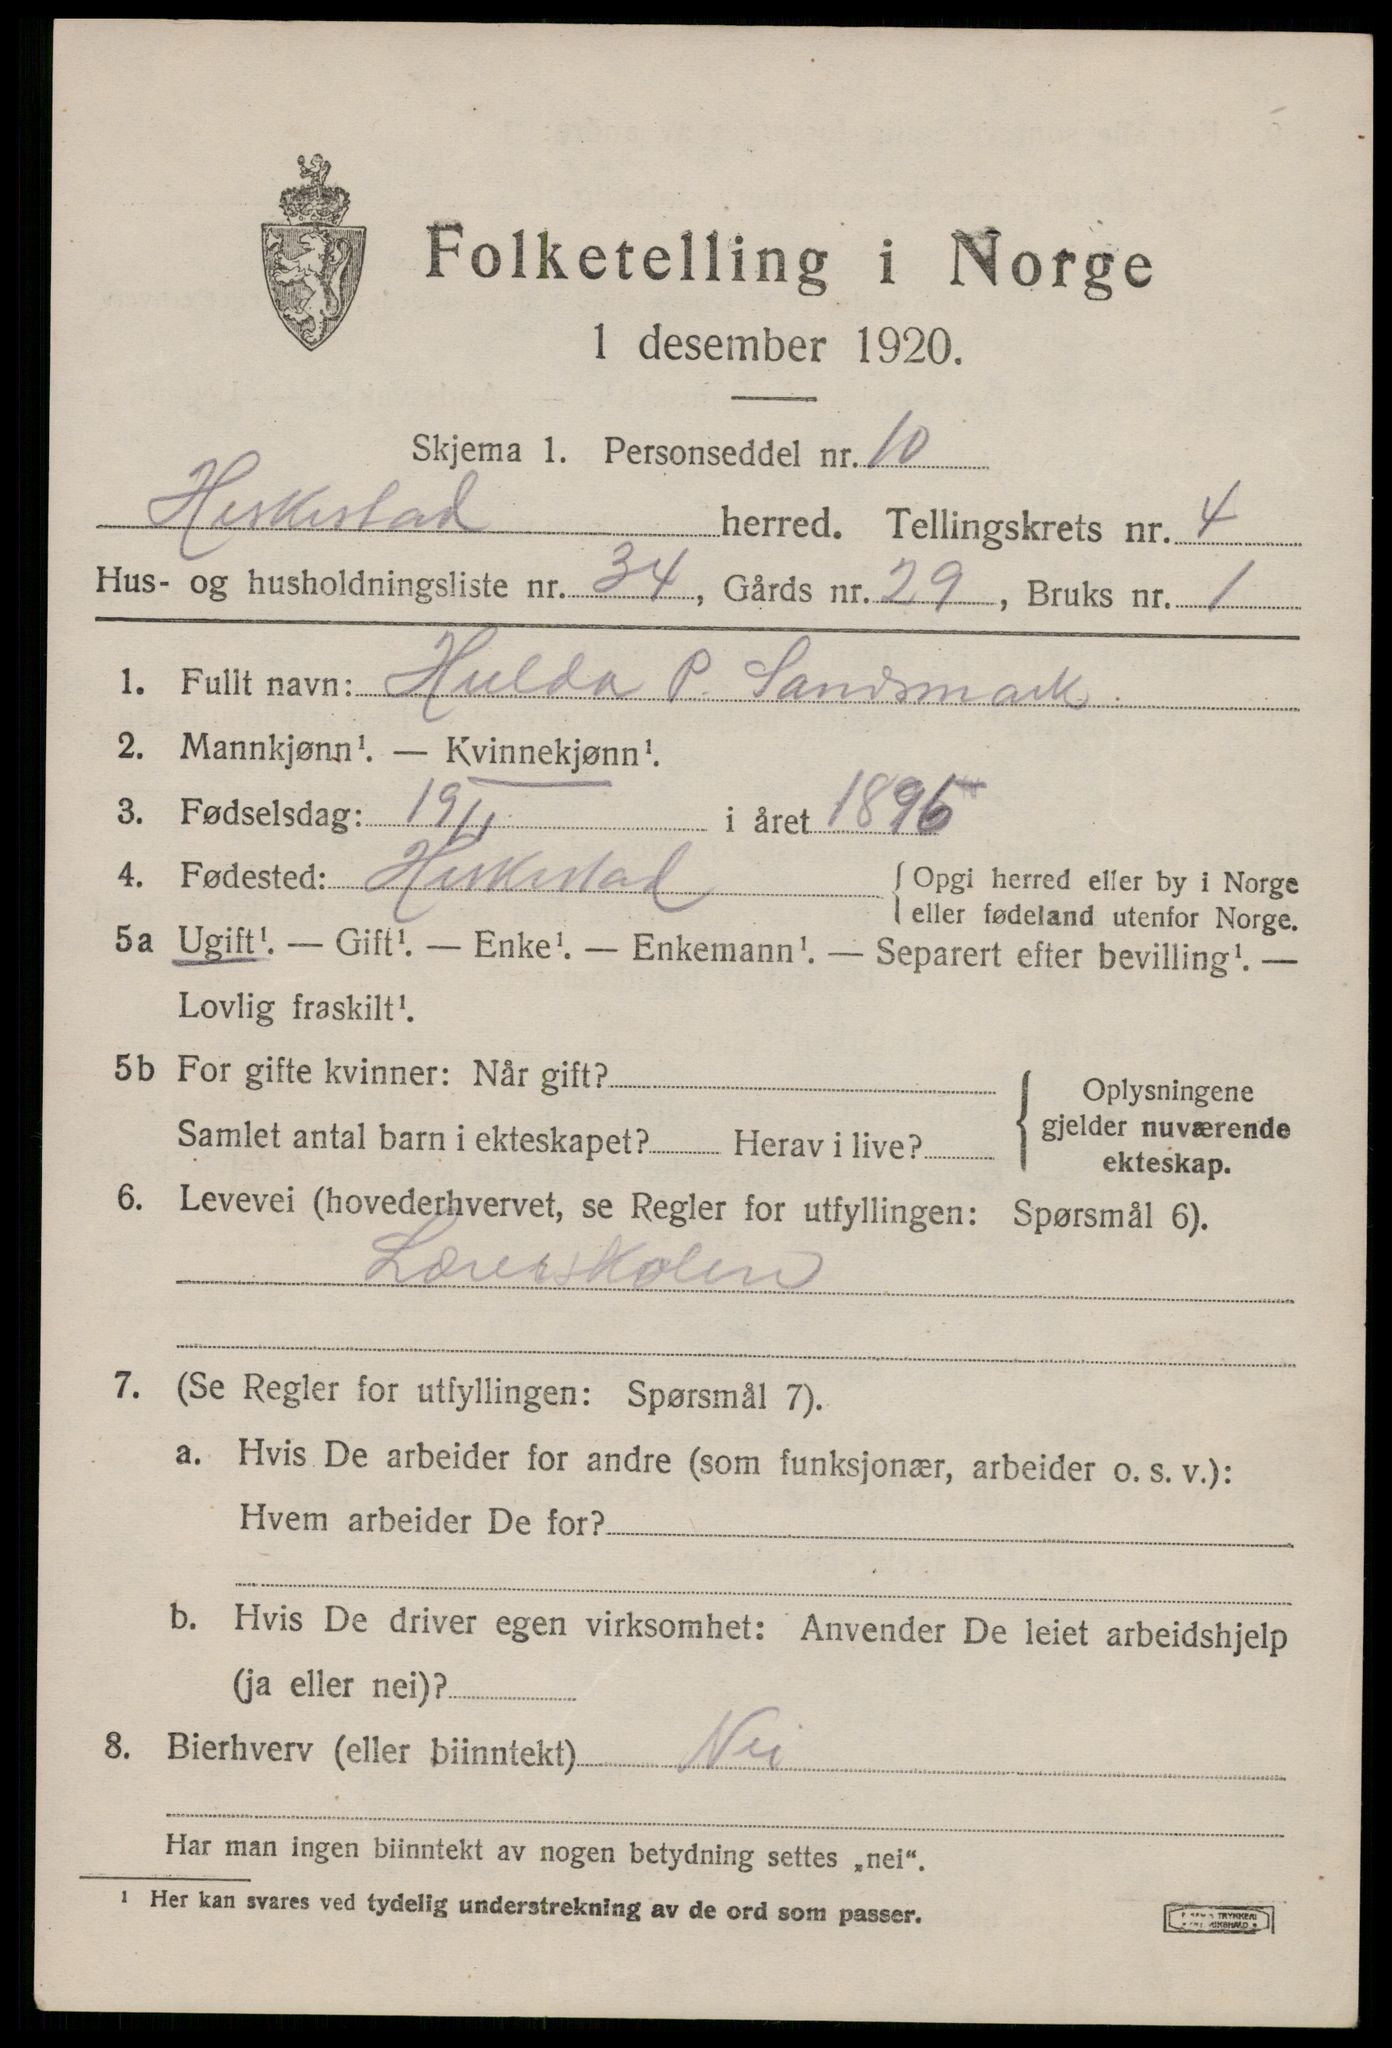 Folketelling i Norge
1 desember 1920.
Skjema 1. Personseddel nr. 10
Heskestad herred. Tellingskrets nr. 4
Hus- og husholdningsliste nr. 34, Gårds nr. 29, Bruks nr. 1
1. Fullt navn: Hulda P. Sandsmark
2. Mannkjønn¹. — Kvinnekjønn¹.
3. Fødselsdag: 19/1 i året 1895
4. Fødested: Heskestad { Opgi herred eller by i Norge
eller fødeland utenfor Norge.
5a Ugift¹. — Gift¹. — Enke¹. — Enkemann¹. — Separert efter bevilling¹. —
Lovlig fraskilt¹.
5b For gifte kvinner: Når gift?
Samlet antal barn i ekteskapet? Herav i live?
{ Oplysningene
gjelder nuværende
ekteskap.
6. Levevei (hovederhvervet, se Regler for utfyllingen: Spørsmål 6).
Lærerskolen
7. (Se Regler for utfyllingen: Spørsmål 7).
a. Hvis De arbeider for andre (som funksjonær, arbeider o. s. v.):
Hvem arbeider De for?
b. Hvis De driver egen virksomhet: Anvender De leiet arbeidshjelp
(ja eller nei)?
8. Bierhverv (eller biinntekt) Nei
Har man ingen biinntekt av nogen betydning settes „nei“.
¹ Her kan svares ved tydelig understrekning av de ord som passer.